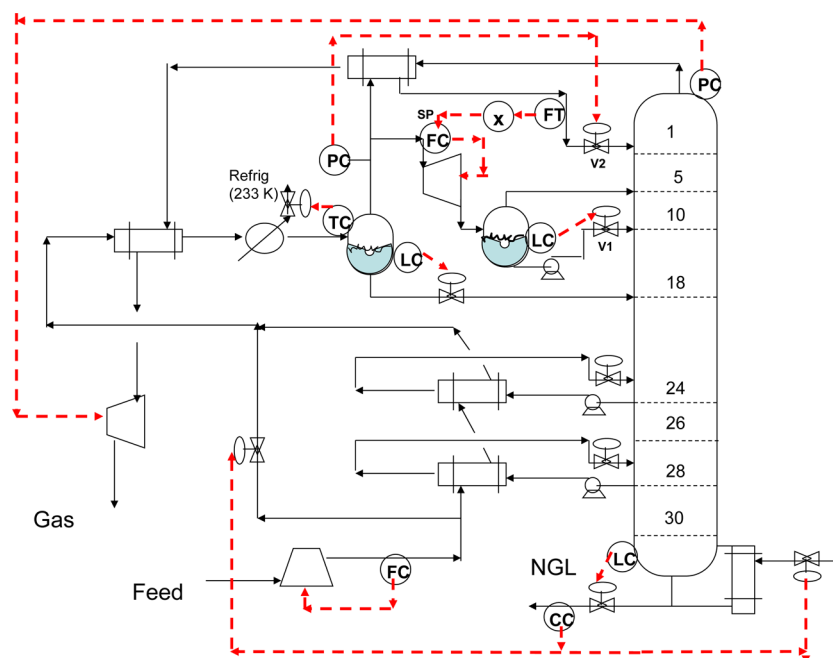 PC
SP
X
FT
1
FC
PC
V2
Refrig
(233 K)
5
TC
10
LC
V1
LC
18
24
26
28
Gas
30
LC
NGL
FC
Feed
CC